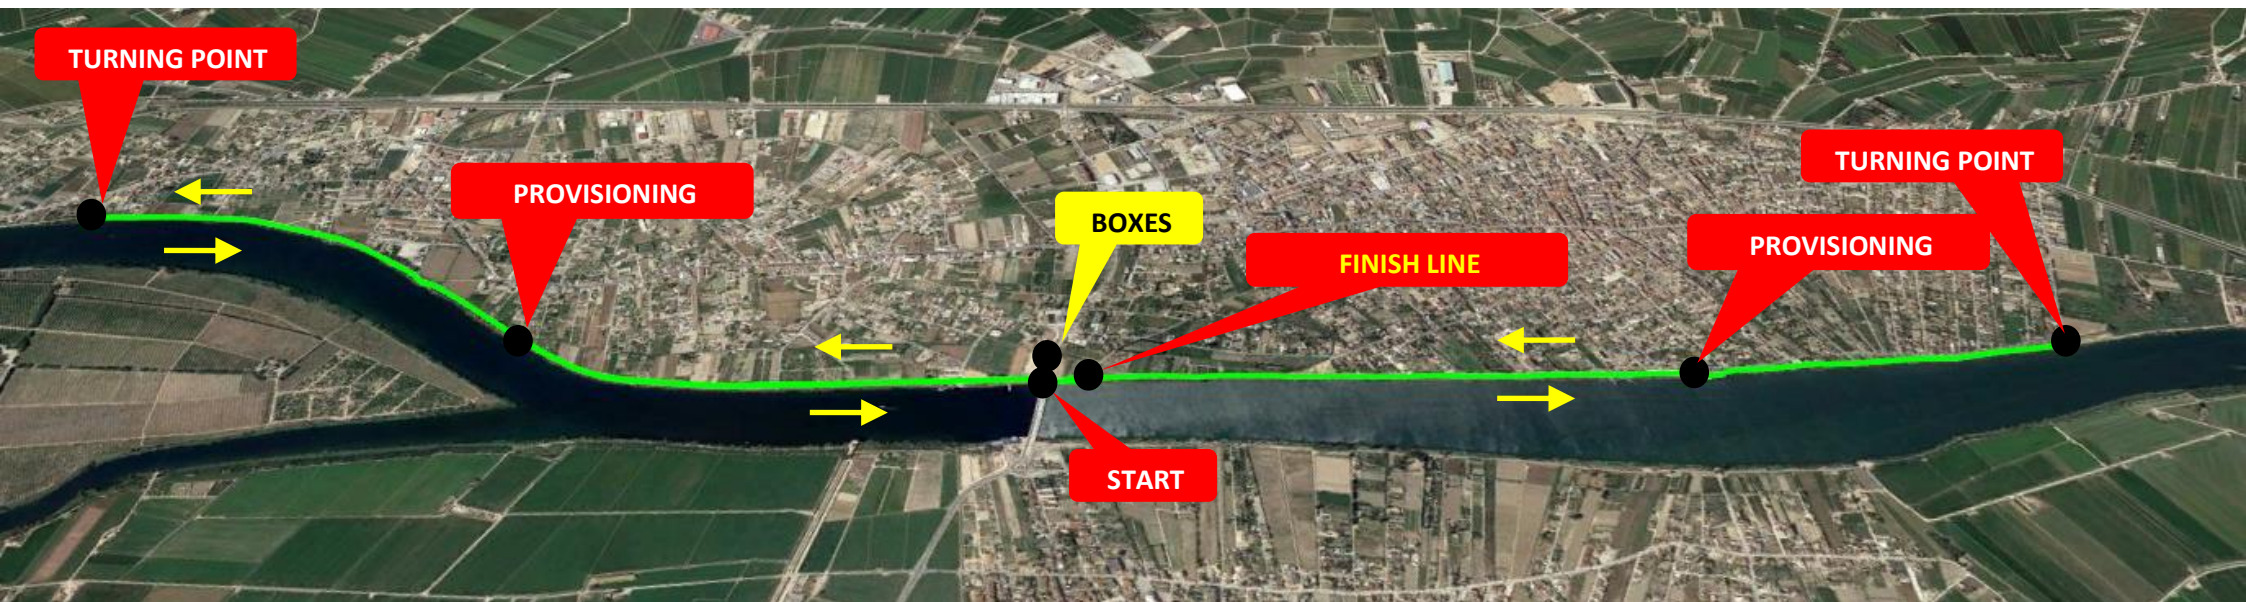 TURNING POINT
PROVISIONING
BOXES
FINISH LINE
TURNING POINT
PROVISIONING
START